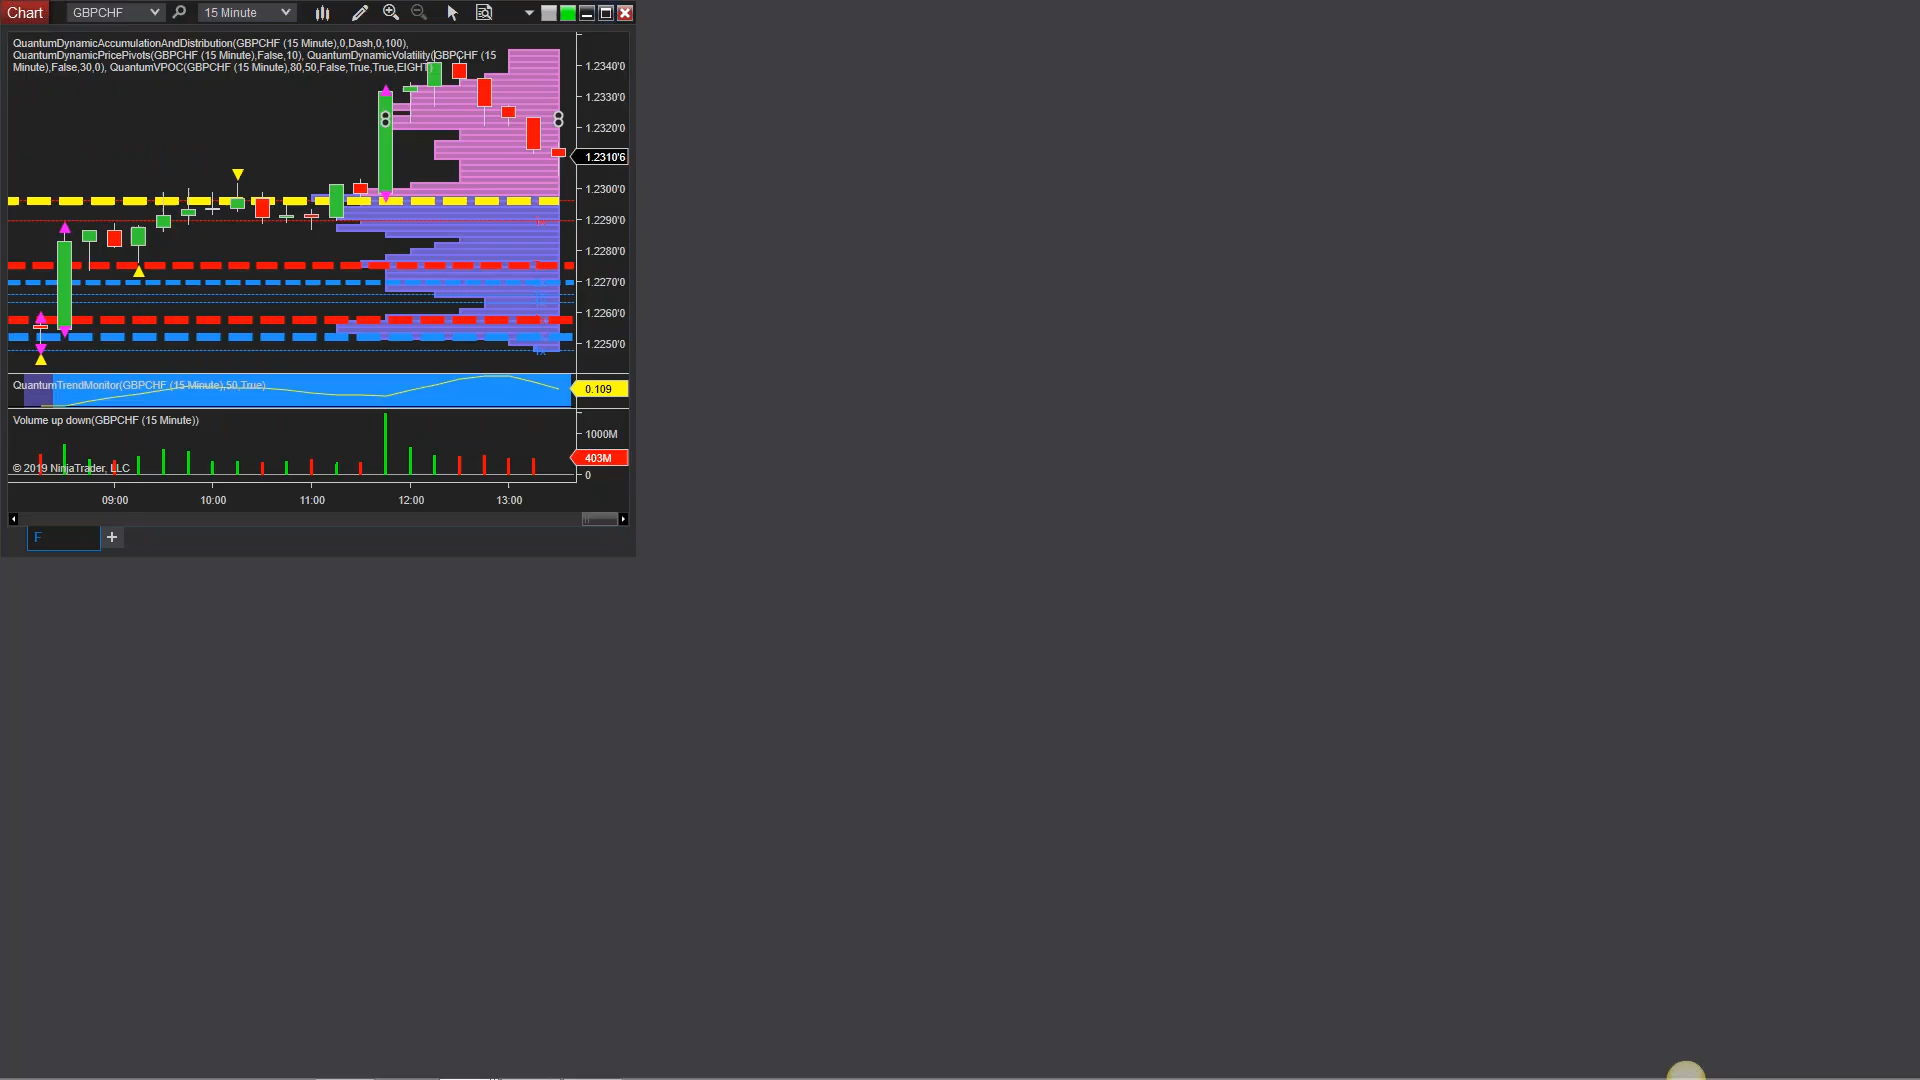 Chart
GBPCHF
15 Minute
QuantumDynamicAccumulationAndDistribution(GBPCHF (15 Minute),0,Dash,0,100),
QuantumDynamicPricePivots(GBPCHF (15 Minute),False,10), QuantumDynamicVolatility(GBPCHF (15
Minute),False,30,0), QuantumVPOC(GBPCHF (15 Minute),80,50,False,True,True,EIGHT)
1.2340'0
1.2330'0
1.2320'0
1.2310'6
1.2300'0
1.2290'0
1.2280'0
1.2270'0
1.2260'0
1.2250'0
QuantumTrendMonitor(GBPCHF (15 Minute),50,True)
0.109
Volume up down(GBPCHF (15 Minute))
1000M
403M
© 2019 NinjaTrader, LLC
0
09:00
10:00
11:00
12:00
13:00
F
+